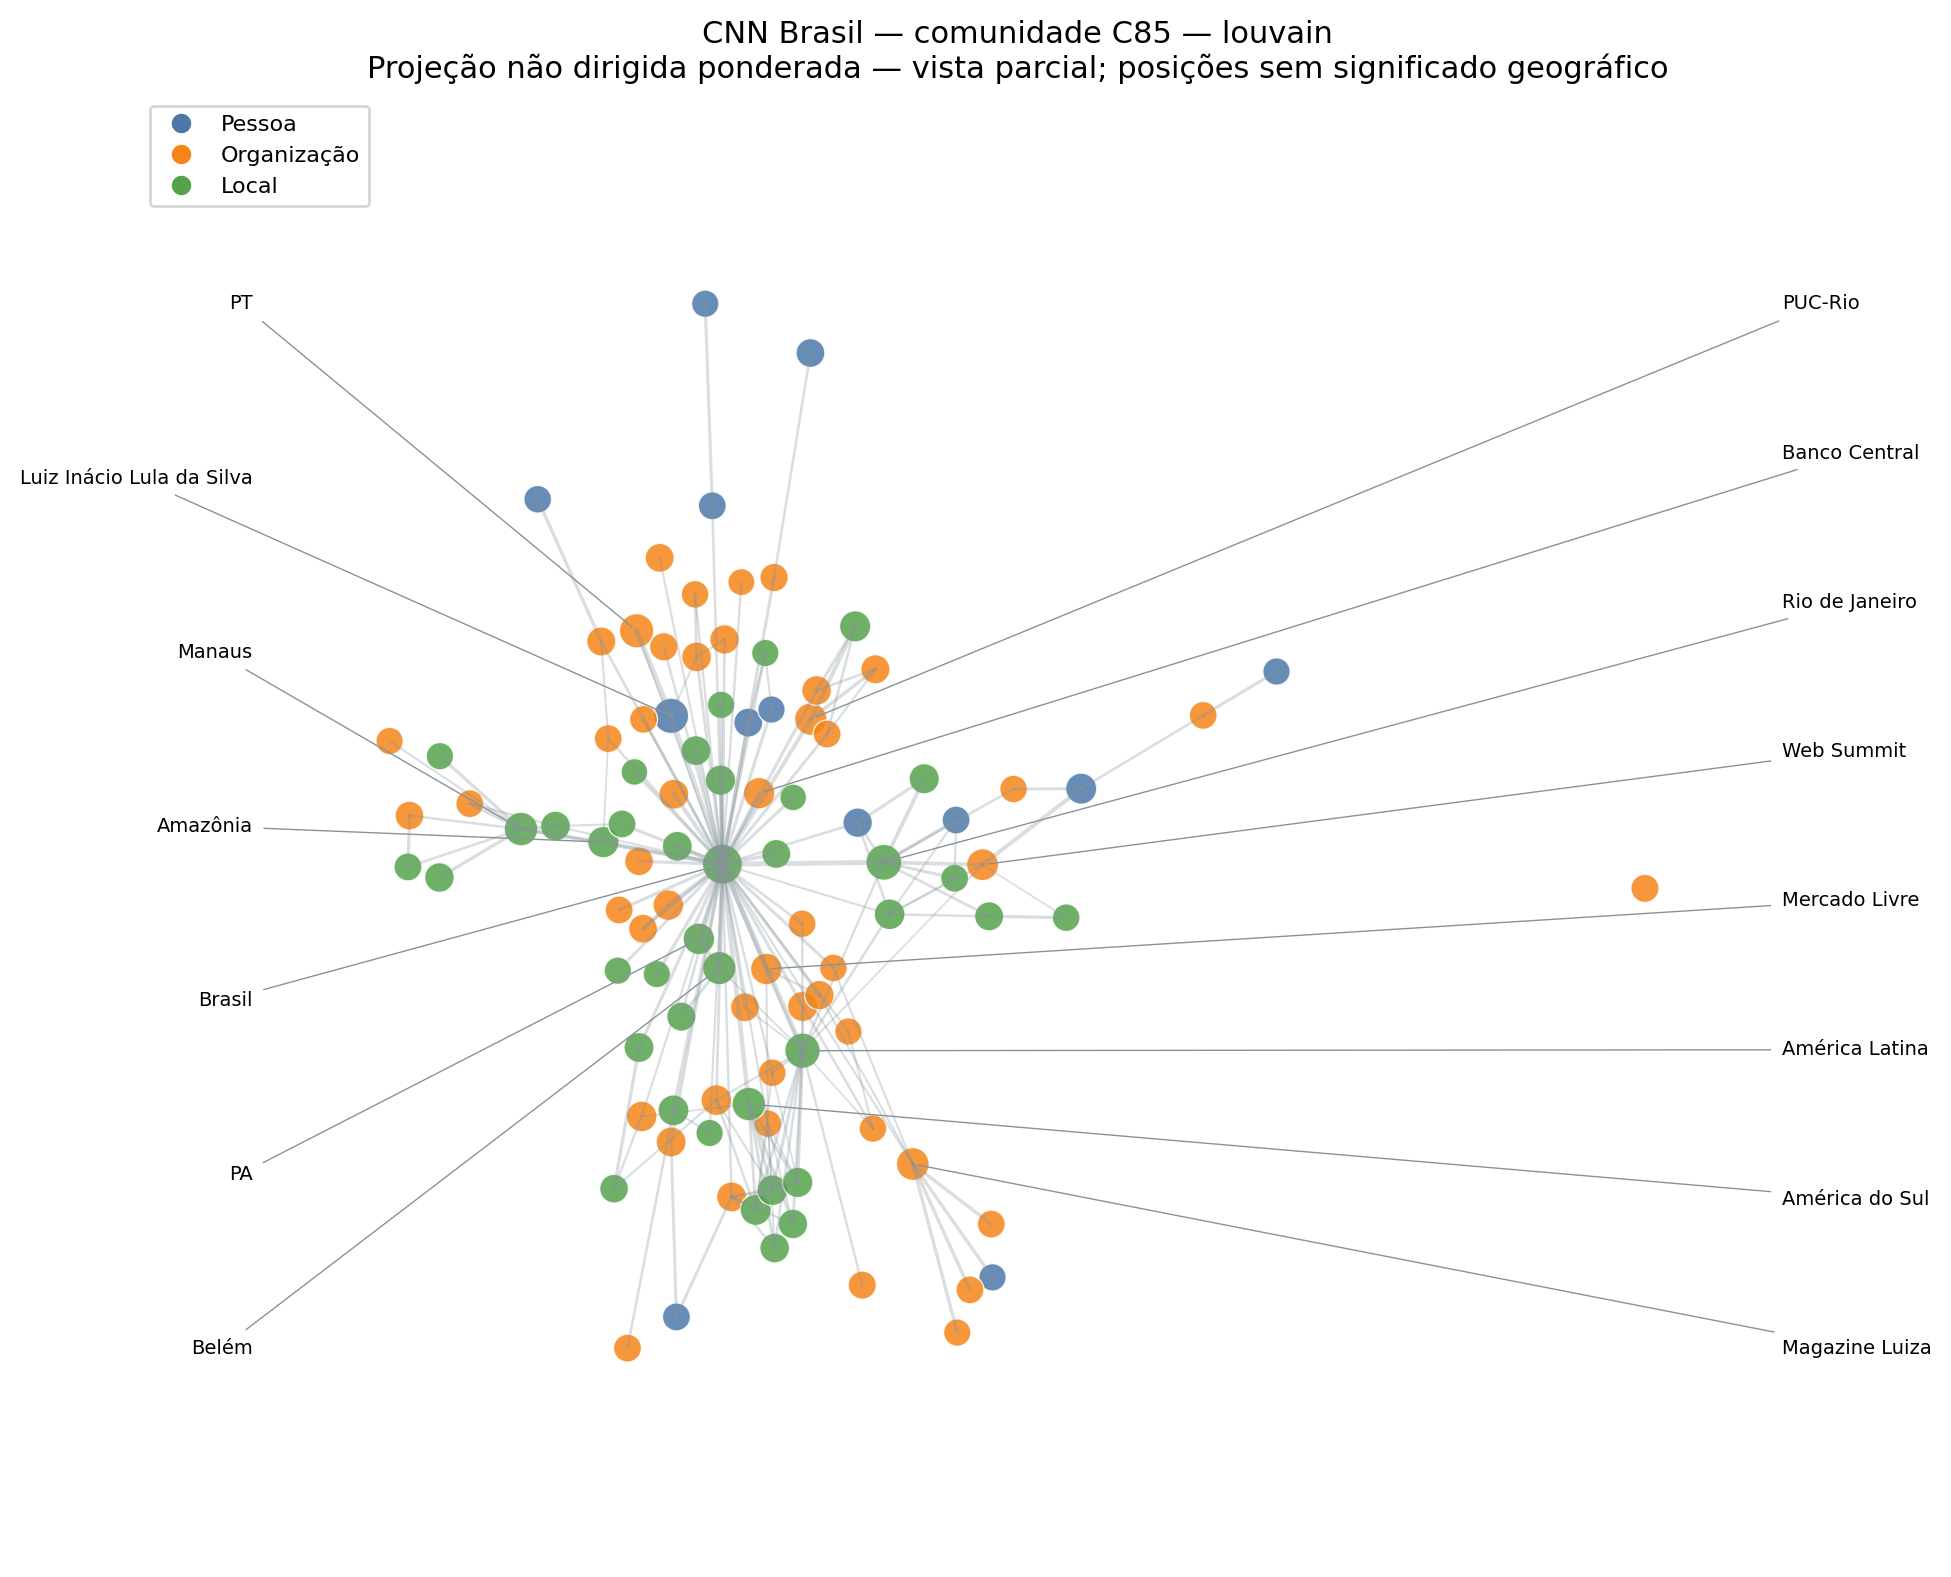 CNN Brasil — comunidade C85 — louvain
Projeção não dirigida ponderada — vista parcial; posições sem significado geográfico
Pessoa
Organização
Local
PT
Luiz Inácio Lula da Silva
Manaus
Amazônia
Brasil
PA
Belém
PUC-Rio
Banco Central
Rio de Janeiro
Web Summit
Mercado Livre
América Latina
América do Sul
Magazine Luiza